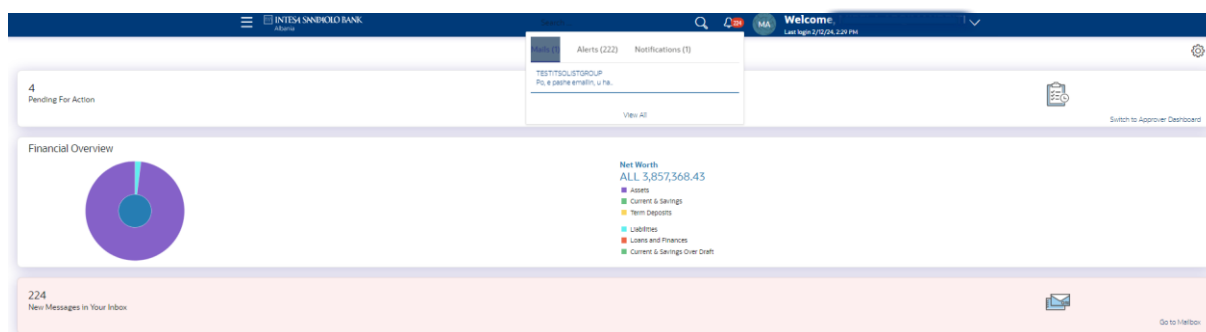 INTESA SANPAOLO BANK
Albania
Search...
224
MA
Welcome,
Last login 2/12/24, 2:29 PM
Mails (1)
Alerts (222)
Notifications (1)
TESTITSOLISTGROUP
Po, e pashe emailin, u ha..
View All
4
Pending For Action
Switch to Approver Dashboard
Financial Overview
Net Worth
ALL 3,857,368.43
Assets
Current & Savings
Term Deposits
Liabilities
Loans and Finances
Current & Savings Over Draft
224
New Messages in Your Inbox
Go to Mailbox